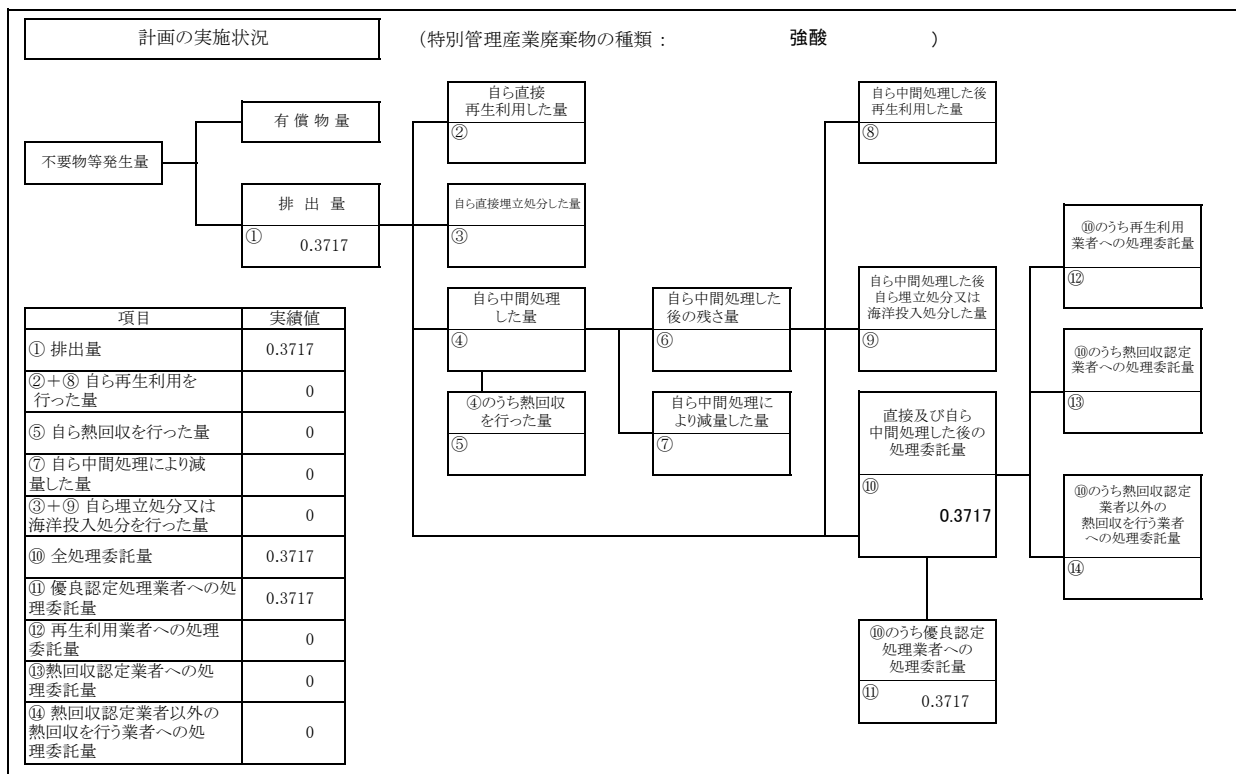 計画の実施状況
(特別管理産業廃棄物の種類： 強酸 )
不要物等発生量
有償物量
排出量
① 0.3717
自ら直接
再生利用した量
②
自ら直接埋立処分した量
③
自ら中間処理
した量
④
④のうち熱回収
を行った量
⑤
自ら中間処理した
後の残さ量
⑥
自ら中間処理に
より減量した量
⑦
自ら中間処理した後
再生利用した量
⑧
自ら中間処理した後
自ら埋立処分又は
海洋投入処分した量
⑨
直接及び自ら
中間処理した後の
処理委託量
⑩
0.3717
⑩のうち優良認定
処理業者への
処理委託量
⑪ 0.3717
⑩のうち再生利用
業者への処理委託量
⑫
⑩のうち熱回収認定
業者への処理委託量
⑬
⑩のうち熱回収認定
業者以外の
熱回収を行う業者
への処理委託量
⑭
項目 実績値
① 排出量 0.3717
②＋⑧ 自ら再生利用を
行った量 0
⑤ 自ら熱回収を行った量 0
⑦ 自ら中間処理により減
量した量 0
③＋⑨ 自ら埋立処分又は
海洋投入処分を行った量 0
⑩ 全処理委託量 0.3717
⑪ 優良認定処理業者への処
理委託量 0.3717
⑫ 再生利用業者への処理
委託量 0
⑬熱回収認定業者への処
理委託量 0
⑭ 熱回収認定業者以外の
熱回収を行う業者への処
理委託量 0